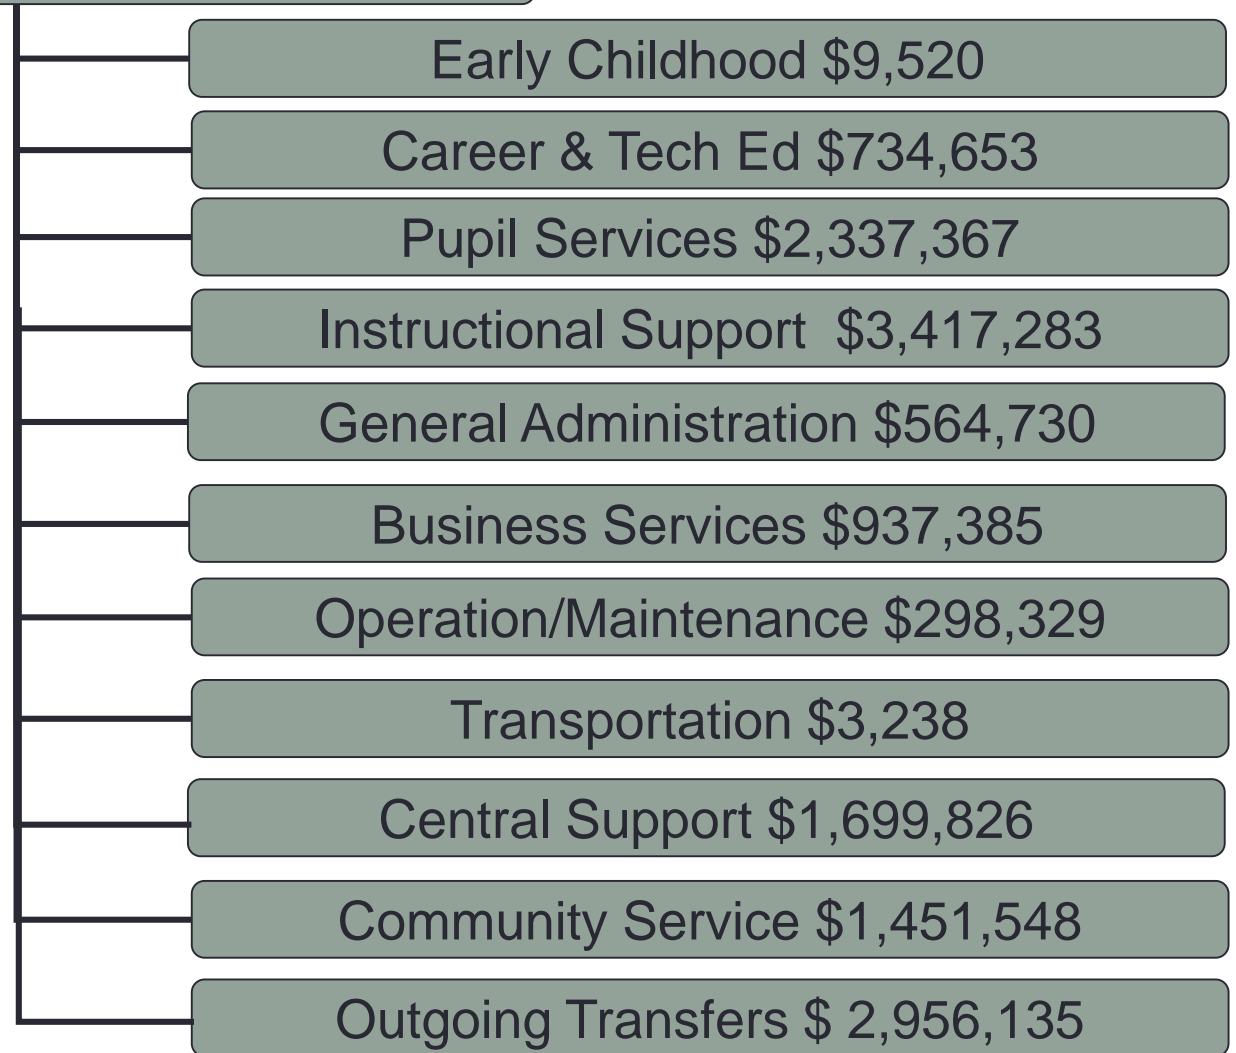 Early Childhood $9,520
Career & Tech Ed $734,653
Pupil Services $2,337,367
Instructional Support  $3,417,283
General Administration $564,730
Business Services $937,385
Operation/Maintenance $298,329
Transportation $3,238
Central Support $1,699,826
Community Service $1,451,548
Outgoing Transfers $ 2,956,135